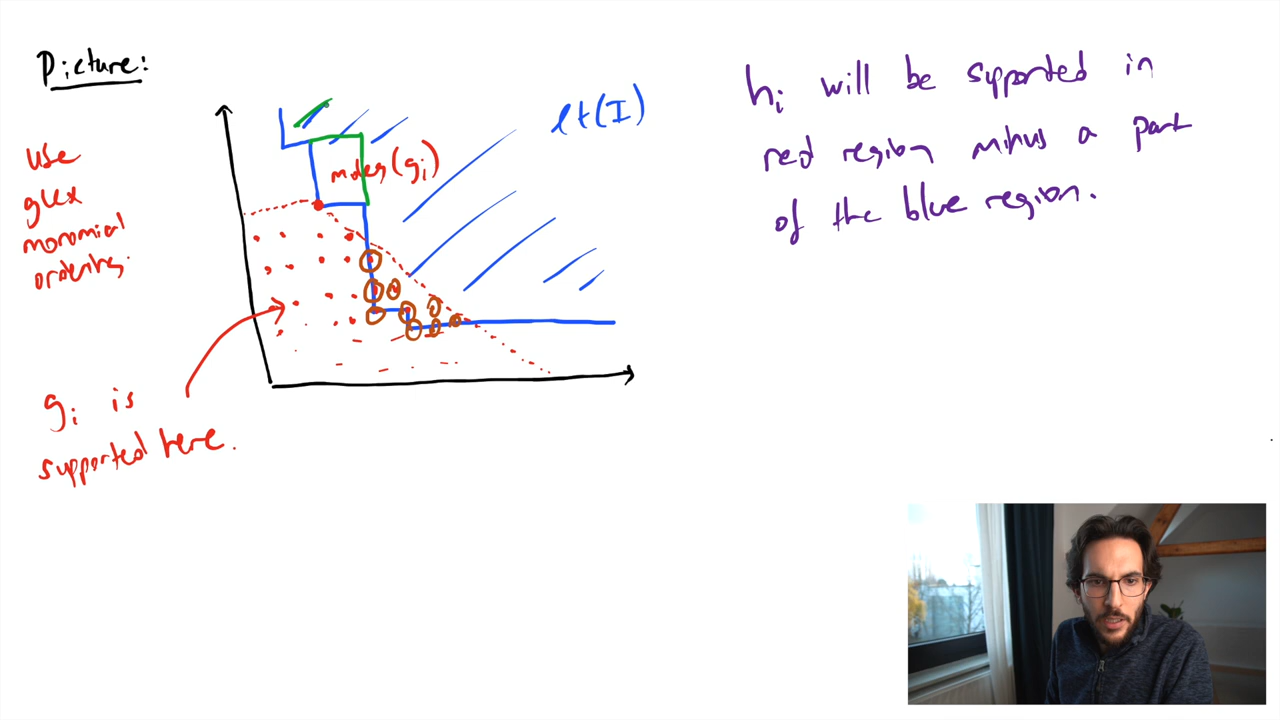 Picture:
use
glex
monomial
ordering.
lt(I)
mdeg(gi)
gi is
supported here.
hi will be supported in
red region minus a part
of the blue region.